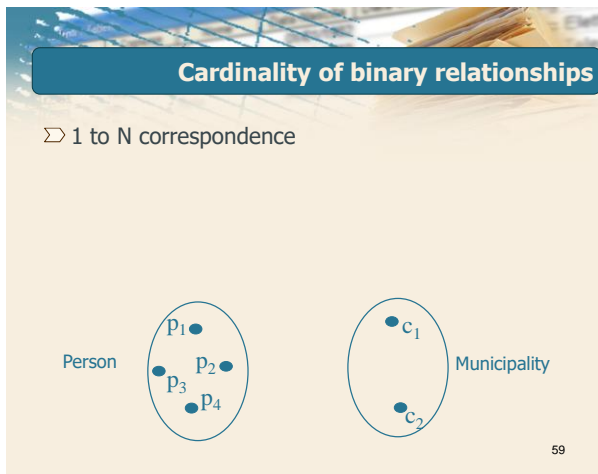 Cardinality of binary relationships
1 to N correspondence
p₁
c₁
Person
p₂
Municipality
p₃
p₄
c₂
59